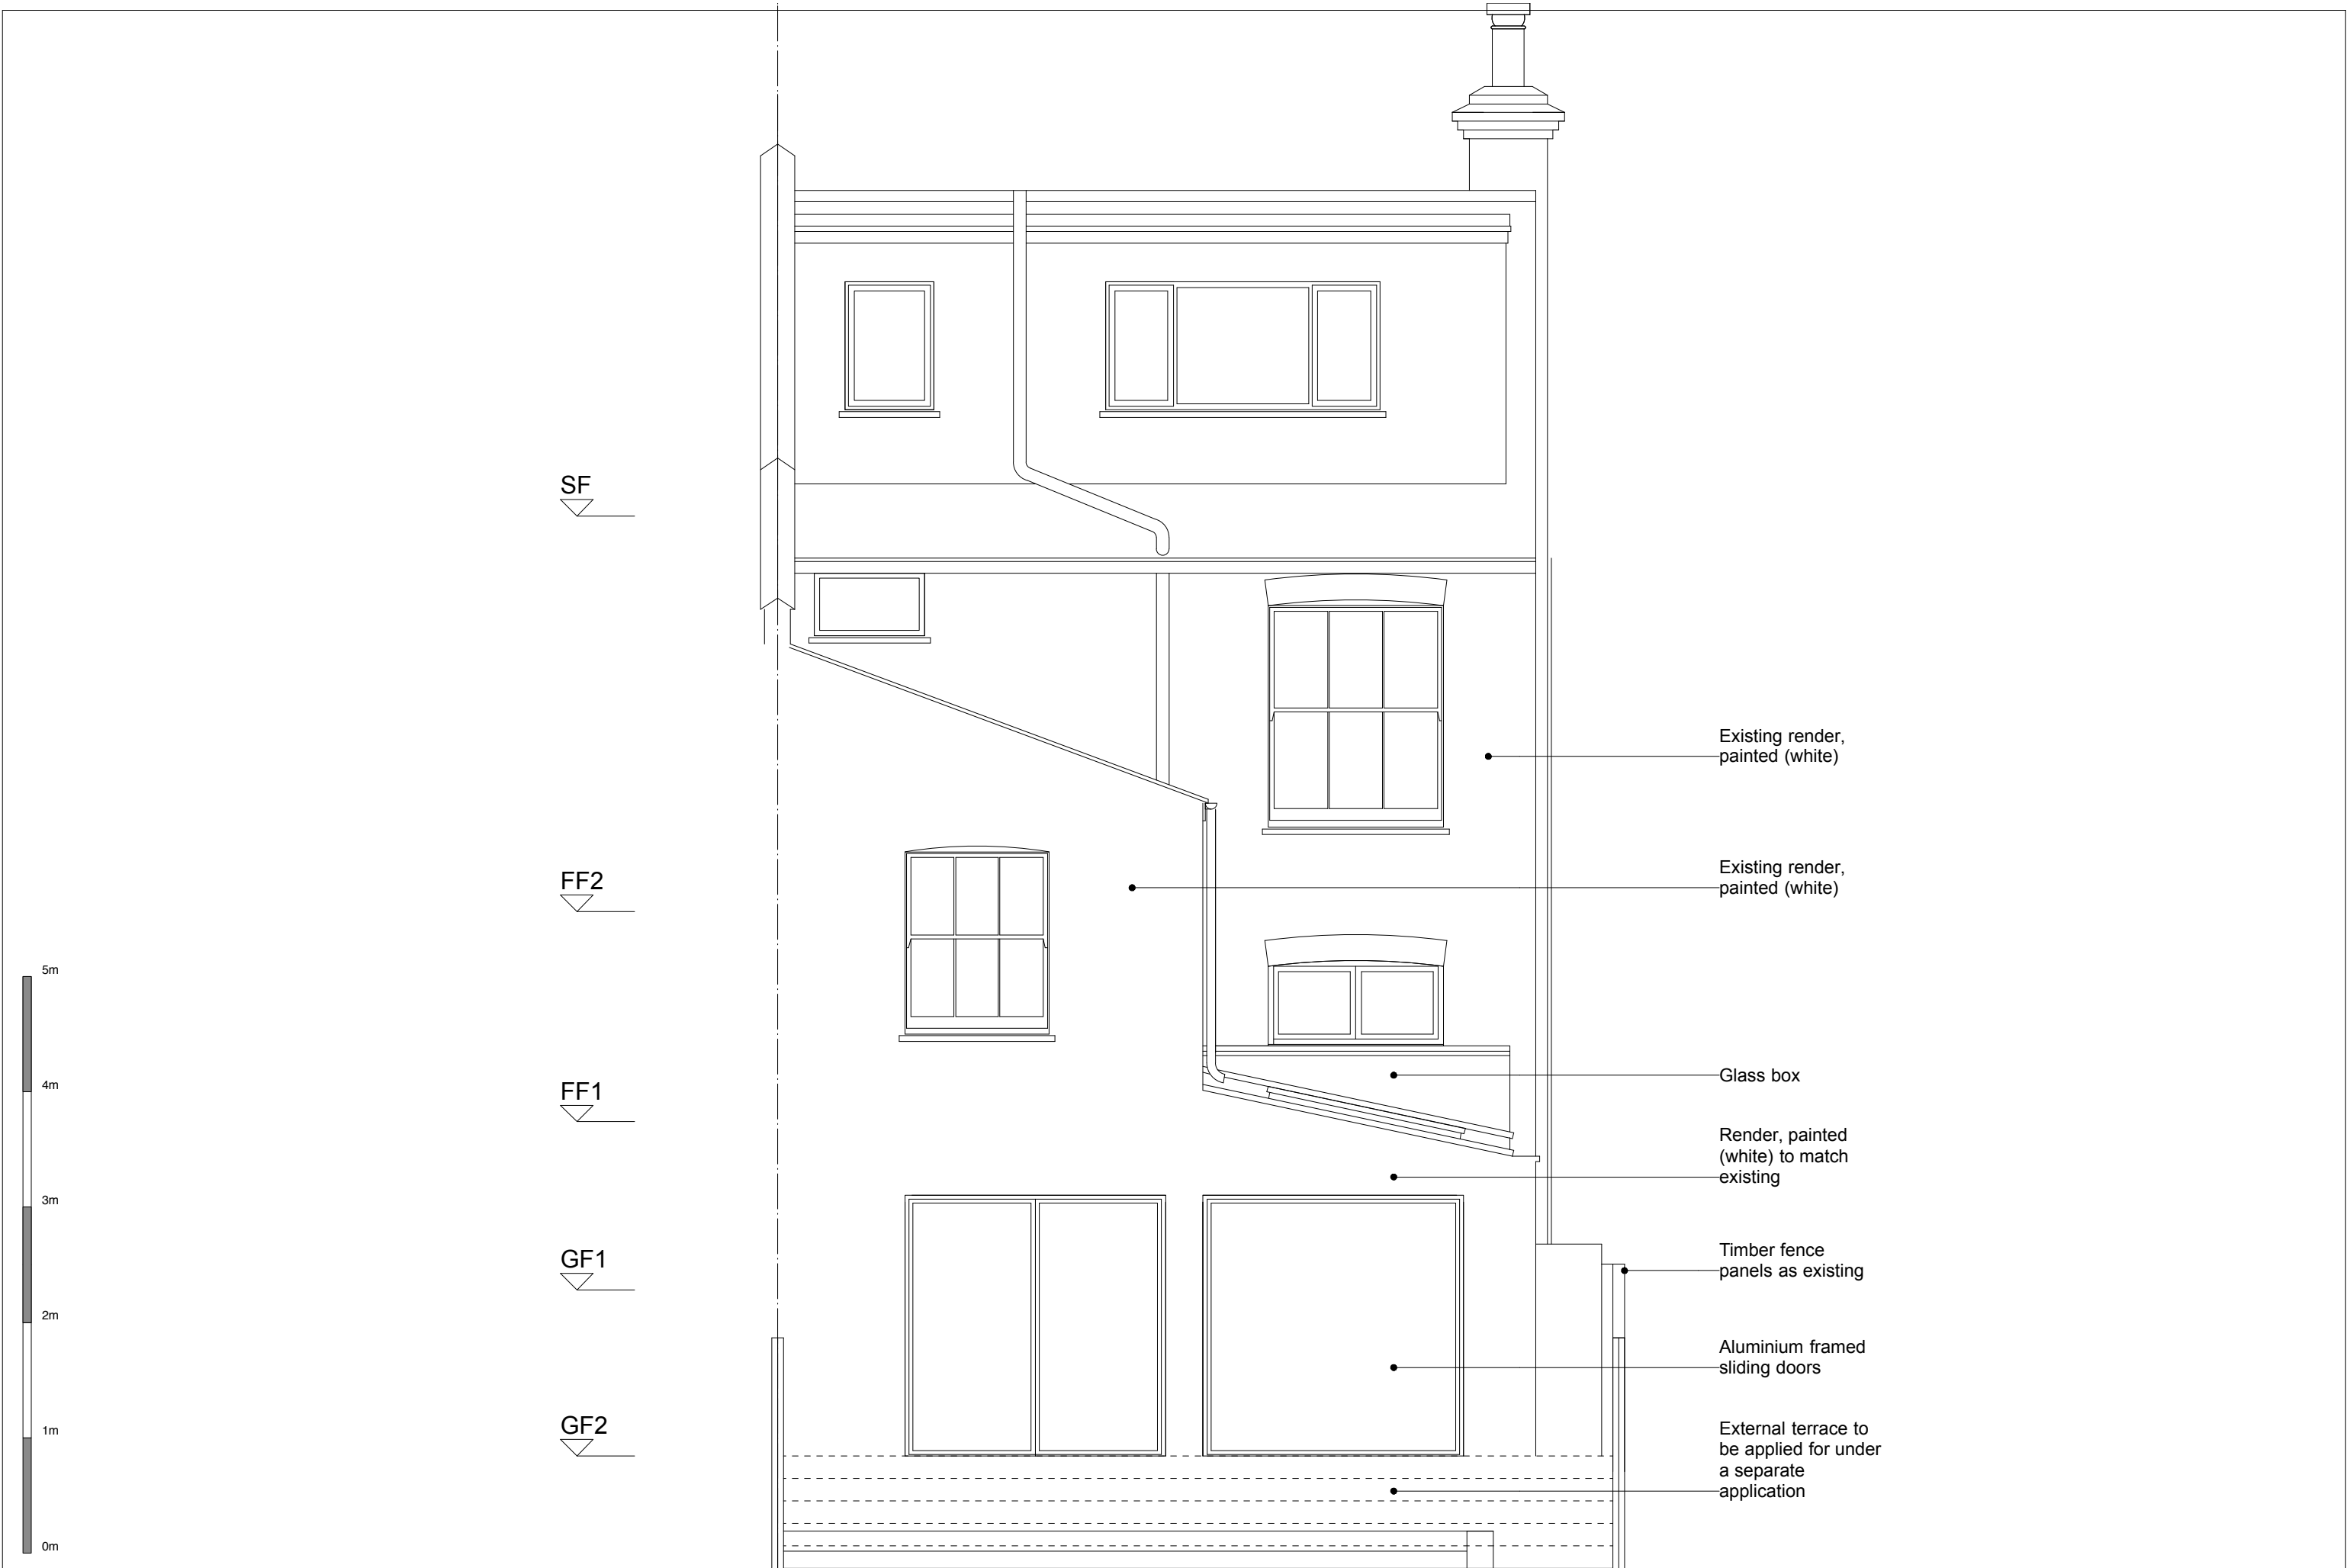 SF
Existing render,
painted (white)
Existing render,
painted (white)
FF2
5m
Glass box
4m
FF1
Render, painted
(white) to match
existing
3m
GF1
Timber fence
panels as existing
2m
Aluminium framed
sliding doors
GF2
1m
External terrace to
be applied for under
a separate
application
0m